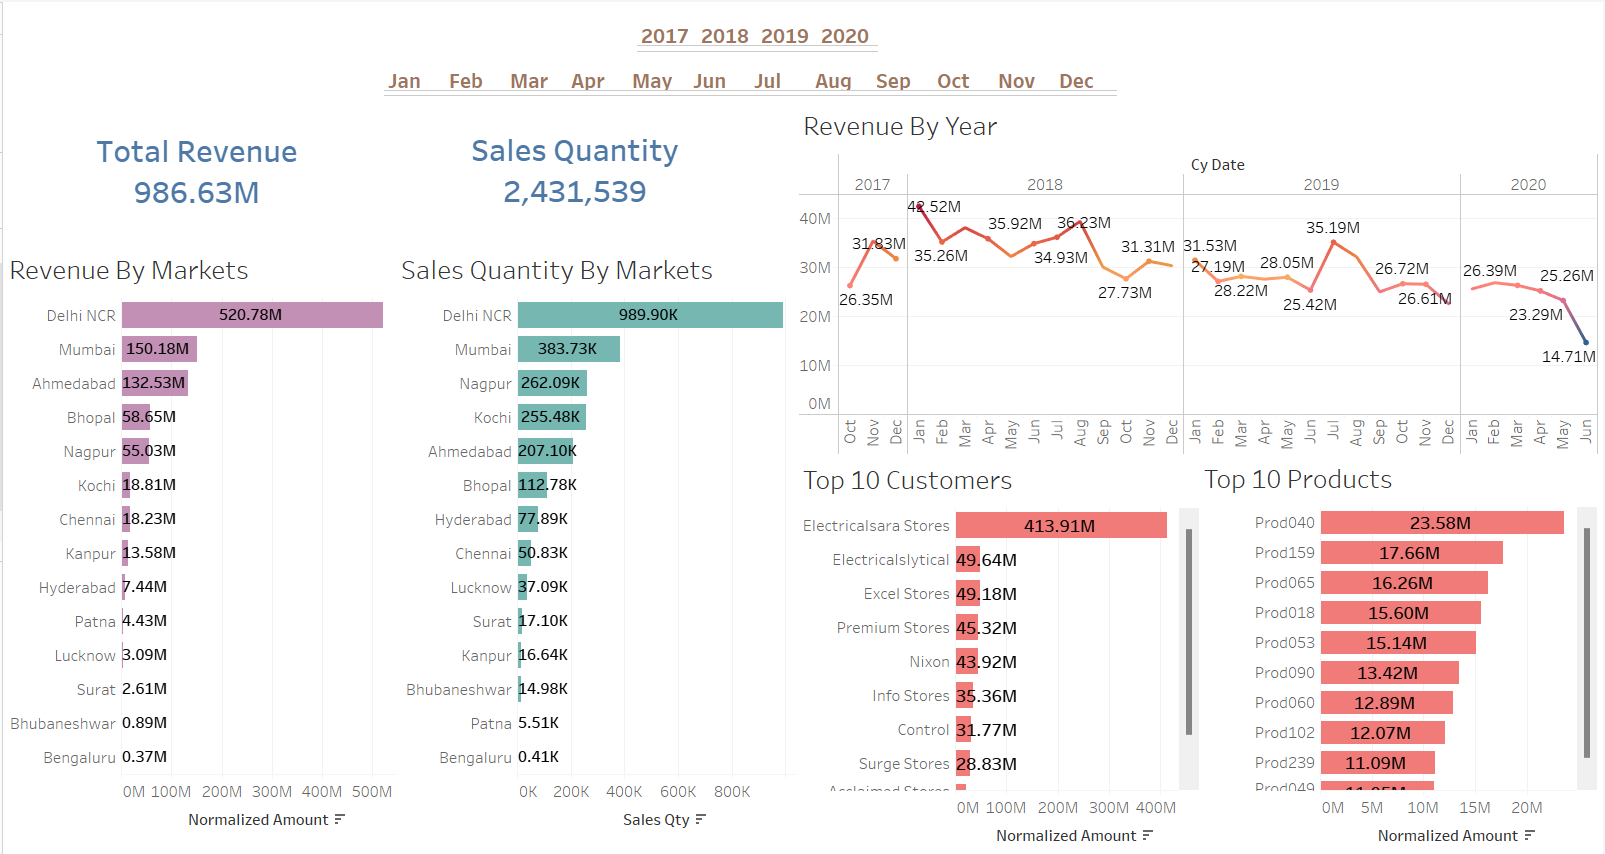 2017 2018 2019 2020
Jan Feb Mar Apr May Jun Jul Aug Sep Oct Nov Dec
Total Revenue
986.63M
Sales Quantity
2,431,539
Revenue By Markets
Delhi NCR 520.78M
Mumbai 150.18M
Ahmedabad 132.53M
Bhopal 58.65M
Nagpur 55.03M
Kochi 18.81M
Chennai 18.23M
Kanpur 13.58M
Hyderabad 7.44M
Patna 4.43M
Lucknow 3.09M
Surat 2.61M
Bhubaneshwar 0.89M
Bengaluru 0.37M
0M 100M 200M 300M 400M 500M
Normalized Amount
Sales Quantity By Markets
Delhi NCR 989.90K
Mumbai 383.73K
Nagpur 262.09K
Kochi 255.48K
Ahmedabad 207.10K
Bhopal 112.78K
Hyderabad 77.89K
Chennai 50.83K
Lucknow 37.09K
Surat 17.10K
Kanpur 16.64K
Bhubaneshwar 14.98K
Patna 5.51K
Bengaluru 0.41K
0K 200K 400K 600K 800K
Sales Qty
Revenue By Year
Cy Date
2017 2018 2019 2020
40M
30M
20M
10M
0M
26.35M
31.83M
42.52M
35.26M
35.92M
34.93M
36.23M
27.73M
31.31M
31.53M
27.19M
28.22M
28.05M
25.42M
35.19M
26.72M
26.61M
26.39M
23.29M
25.26M
14.71M
Oct Nov Dec Jan Feb Mar Apr May Jun Jul Aug Sep Oct Nov Dec Jan Feb Mar Apr May Jun Jul Aug Sep Oct Nov Dec Jan Feb Mar Apr May Jun
Top 10 Customers
Electricalsara Stores 413.91M
Electricalslytical 49.64M
Excel Stores 49.18M
Premium Stores 45.32M
Nixon 43.92M
Info Stores 35.36M
Control 31.77M
Surge Stores 28.83M
Acclaimed Stores
0M 100M 200M 300M 400M
Normalized Amount
Top 10 Products
Prod040 23.58M
Prod159 17.66M
Prod065 16.26M
Prod018 15.60M
Prod053 15.14M
Prod090 13.42M
Prod060 12.89M
Prod102 12.07M
Prod239 11.09M
Prod049
0M 5M 10M 15M 20M
Normalized Amount